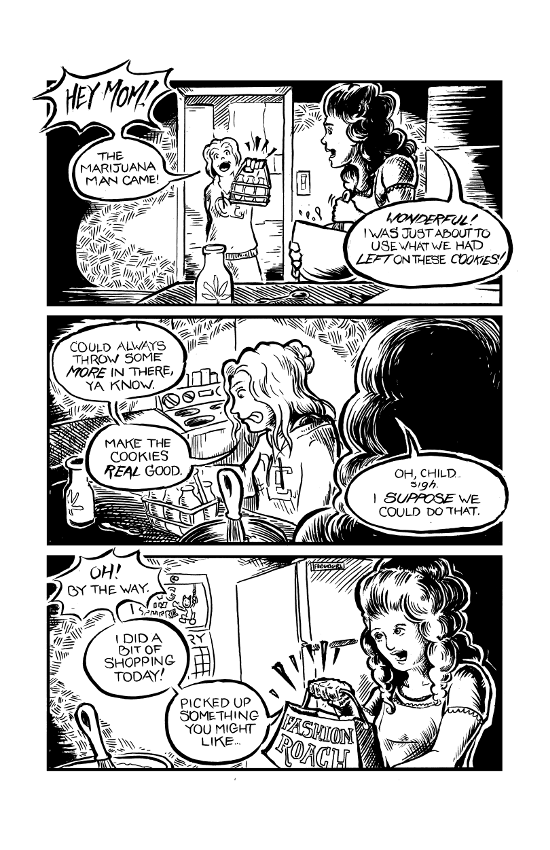 HEY MOM!!
THE
MARIJUANA
MAN CAME!
WONDERFUL!
I WAS JUST ABOUT TO
USE WHAT WE HAD
LEFT ON THESE COOKIES!
COULD ALWAYS
THROW SOME
MORE IN THERE,
YA KNOW.
MAKE THE
COOKIES
REAL GOOD.
OH, CHILD..
sigh.
I SUPPOSE WE
COULD DO THAT.
OH!
BY THE WAY.
I DID A
BIT OF
SHOPPING
TODAY!
PICKED UP
SOMETHING
YOU MIGHT
LIKE...
FASHION
ROACH